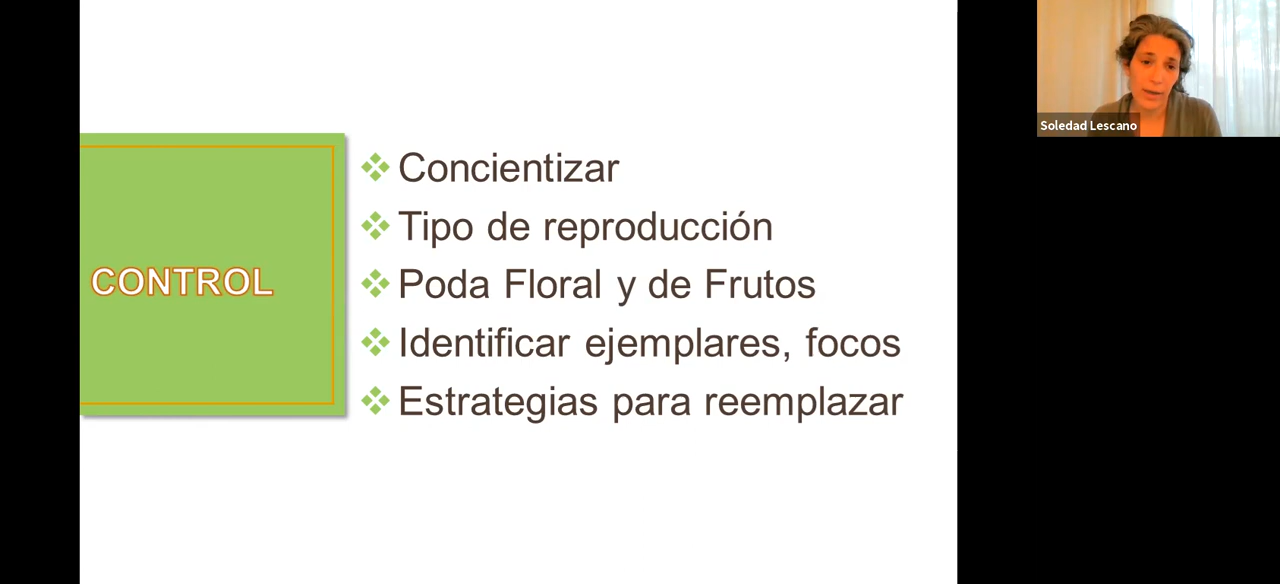 CONTROL
Concientizar
Tipo de reproducción
Poda Floral y de Frutos
Identificar ejemplares, focos
Estrategias para reemplazar
Soledad Lescano